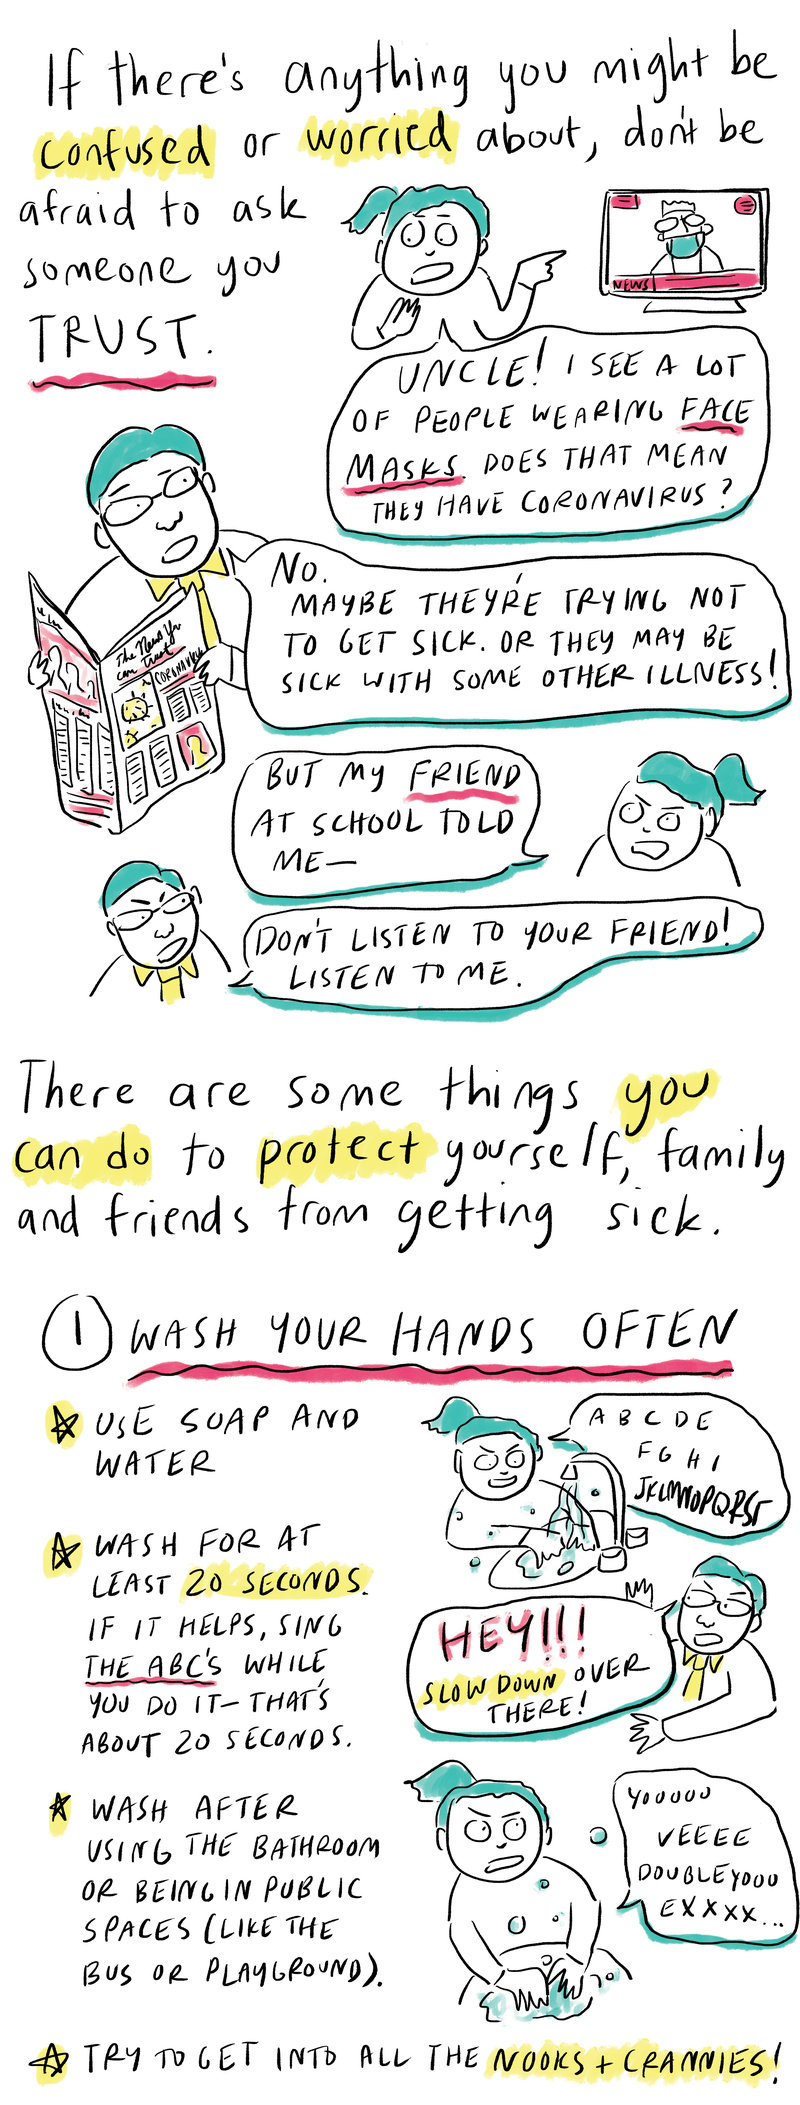 If there's anything you might be
confused or worried about, don't be
afraid to ask
someone you
TRUST.
NEWS
UNCLE! I SEE A LOT
OF PEOPLE WEARING FACE
MASKS. DOES THAT MEAN
THEY HAVE CORONAVIRUS?
NO.
MAYBE THEY'RE TRYING NOT
TO GET SICK. OR THEY MAY BE
SICK WITH SOME OTHER ILLNESS!
The News You
can Trust
CORONAVIRUS
BUT MY FRIEND
AT SCHOOL TOLD
ME—
DON'T LISTEN TO YOUR FRIEND!
LISTEN TO ME.
There are some things you
can do to protect yourself, family
and friends from getting sick.
1 WASH YOUR HANDS OFTEN
USE SOAP AND
WATER
A B C D E
F G H I
JKLMNOPQRST
WASH FOR AT
LEAST 20 SECONDS.
IF IT HELPS, SING
THE ABC'S WHILE
YOU DO IT—THAT'S
ABOUT 20 SECONDS.
HEY!!!
SLOW DOWN OVER
THERE!
WASH AFTER
USING THE BATHROOM
OR BEING IN PUBLIC
SPACES (LIKE THE
BUS OR PLAYGROUND).
YOOOOU
VEEEE
DOUBLEYOOU
EXXXX...
TRY TO GET INTO ALL THE NOOKS + CRANNIES!